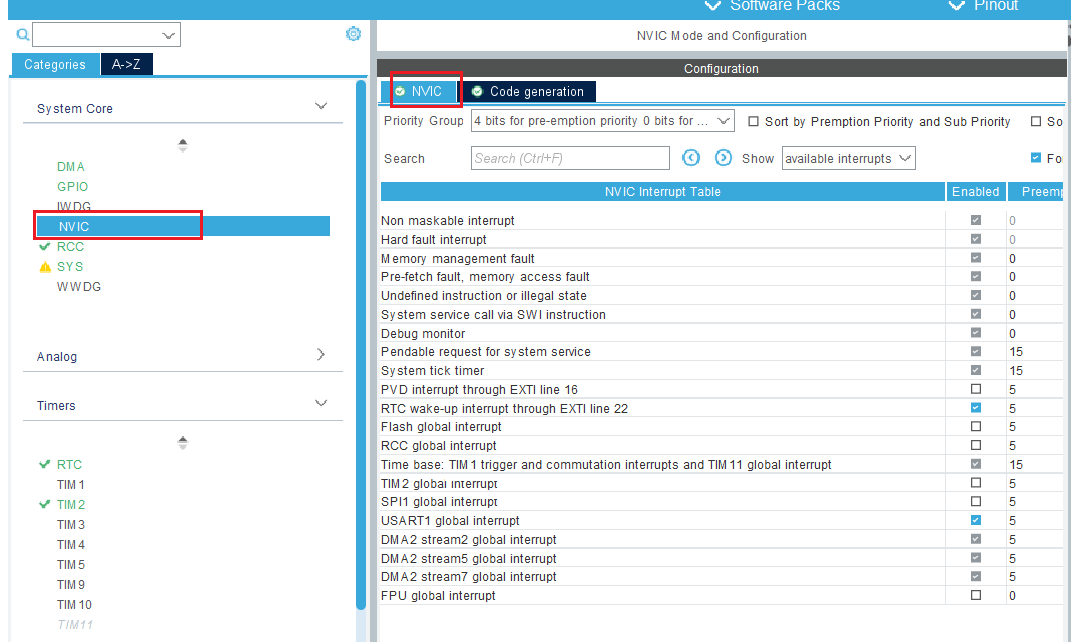 Software Packs
Pinout
NVIC Mode and Configuration
Categories
A->Z
Configuration
NVIC
Code generation
System Core
Priority Group
4 bits for pre-emption priority 0 bits for ...
Sort by Premption Priority and Sub Priority
So
Search
Search (Ctrl+F)
Show
available interrupts
Fo
DMA
GPIO
IWDG
NVIC
RCC
SYS
WWDG
Analog
Timers
RTC
TIM1
TIM2
TIM3
TIM4
TIM5
TIM9
TIM10
TIM11
NVIC Interrupt Table Enabled Preemp
Non maskable interrupt 0
Hard fault interrupt 0
Memory management fault 0
Pre-fetch fault, memory access fault 0
Undefined instruction or illegal state 0
System service call via SWI instruction 0
Debug monitor 0
Pendable request for system service 15
System tick timer 15
PVD interrupt through EXTI line 16 5
RTC wake-up interrupt through EXTI line 22 5
Flash global interrupt 5
RCC global interrupt 5
Time base: TIM1 trigger and commutation interrupts and TIM11 global interrupt 15
TIM2 global interrupt 5
SPI1 global interrupt 5
USART1 global interrupt 5
DMA2 stream2 global interrupt 5
DMA2 stream5 global interrupt 5
DMA2 stream7 global interrupt 5
FPU global interrupt 0